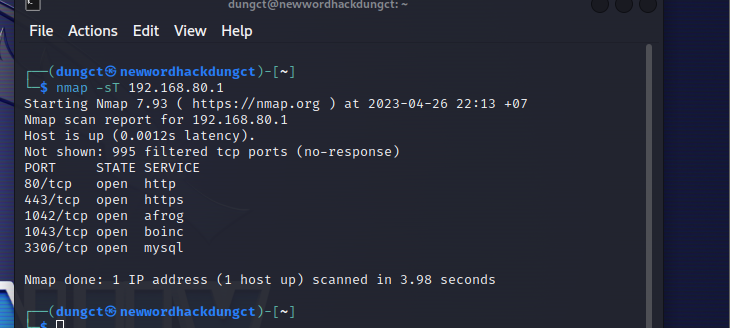 dungct@newwordhackdungct: ~
File Actions Edit View Help
┌──(dungct㉿newwordhackdungct)-[~]
└─$ nmap -sT 192.168.80.1
Starting Nmap 7.93 ( https://nmap.org ) at 2023-04-26 22:13 +07
Nmap scan report for 192.168.80.1
Host is up (0.0012s latency).
Not shown: 995 filtered tcp ports (no-response)
PORT     STATE SERVICE
80/tcp   open  http
443/tcp  open  https
1042/tcp open  afrog
1043/tcp open  boinc
3306/tcp open  mysql
Nmap done: 1 IP address (1 host up) scanned in 3.98 seconds
┌──(dungct㉿newwordhackdungct)-[~]
└─$